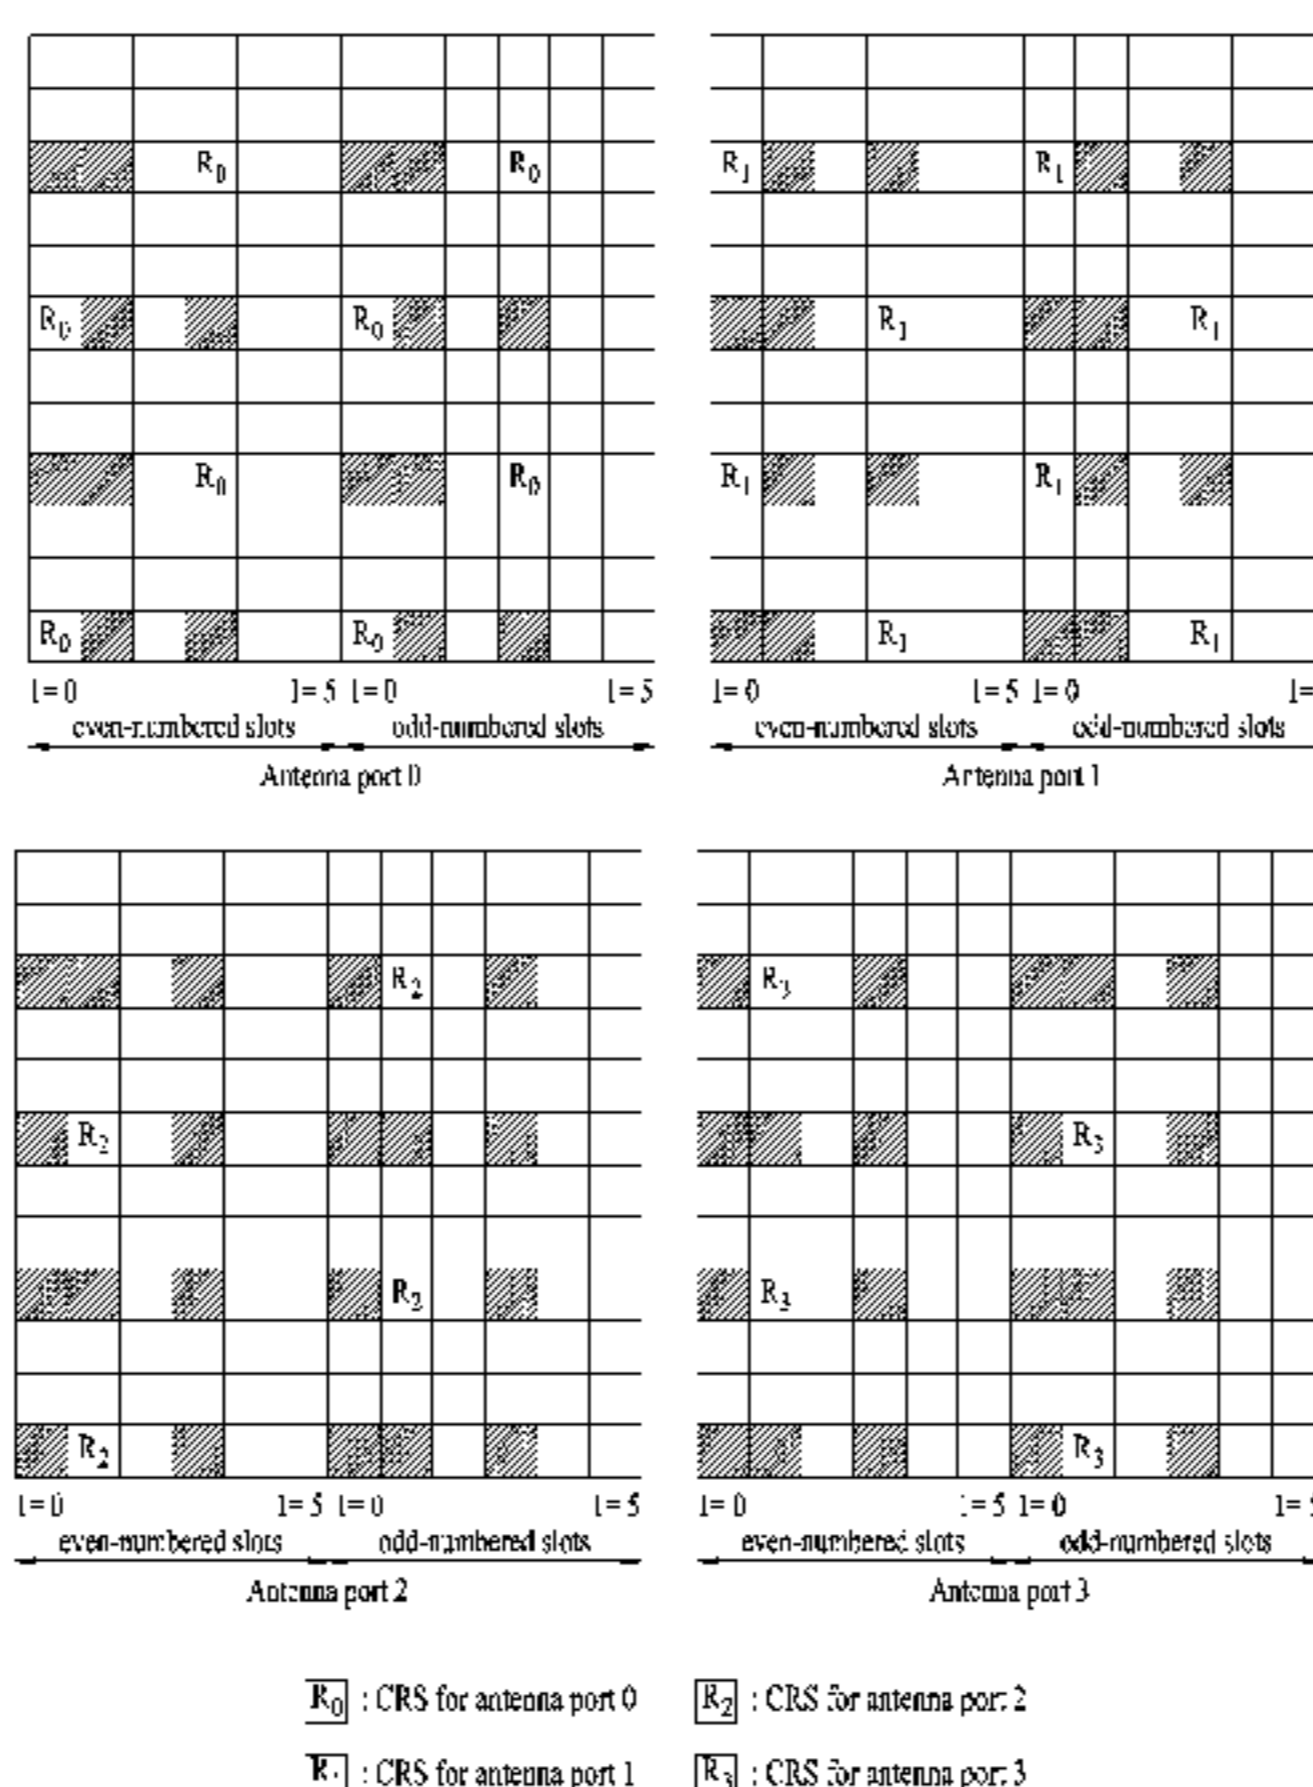 R0 R0 R1 R1
R0 R0 R1 R1
R0 R0 R1 R1
R0 R0 R1 R1
l=0 l=5 l=0 l=5 l=0 l=5 l=0 l=
even-numbered slots odd-numbered slots even-numbered slots odd-numbered slots
Antenna port 0 Antenna port 1
R2 R3
R2 R3
R2 R3
R2 R3
l=0 l=5 l=0 l=5 l=0 l=5 l=0 l=5
even-numbered slots odd-numbered slots even-numbered slots odd-numbered slots
Antenna port 2 Antenna port 3
R0 : CRS for antenna port 0 R2 : CRS for antenna port 2
: CRS for antenna port 1 R3 : CRS for antenna port 3